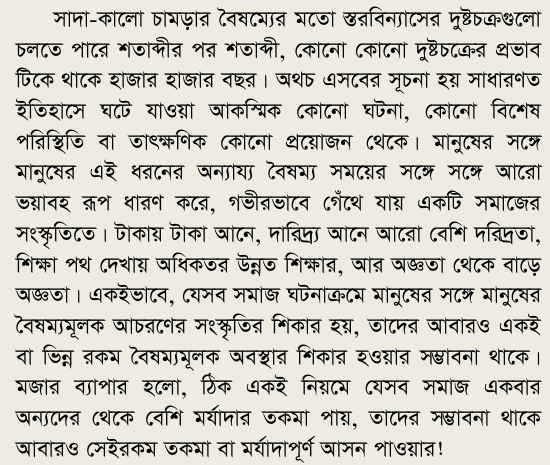 সাদা-কালো চামড়ার বৈষম্যের মতো স্তরবিন্যাসের দুষ্টচক্রগুলো
চলতে পারে শতাব্দীর পর শতাব্দী, কোনো কোনো দুষ্টচক্রের প্রভাব
টিকে থাকে হাজার হাজার বছর। অথচ এসবের সূচনা হয় সাধারণত
ইতিহাসে ঘটে যাওয়া আকস্মিক কোনো ঘটনা, কোনো বিশেষ
পরিস্থিতি বা তাৎক্ষণিক কোনো প্রয়োজন থেকে। মানুষের সঙ্গে
মানুষের এই ধরনের অন্যায্য বৈষম্য সময়ের সঙ্গে সঙ্গে আরো
ভয়াবহ রূপ ধারণ করে, গভীরভাবে গেঁথে যায় একটি সমাজের
সংস্কৃতিতে। টাকায় টাকা আনে, দারিদ্র্য আনে আরো বেশি দরিদ্রতা,
শিক্ষা পথ দেখায় অধিকতর উন্নত শিক্ষার, আর অজ্ঞতা থেকে বাড়ে
অজ্ঞতা। একইভাবে, যেসব সমাজ ঘটনাক্রমে মানুষের সঙ্গে মানুষের
বৈষম্যমূলক আচরণের সংস্কৃতির শিকার হয়, তাদের আবারও একই
বা ভিন্ন রকম বৈষম্যমূলক অবস্থার শিকার হওয়ার সম্ভাবনা থাকে।
মজার ব্যাপার হলো, ঠিক একই নিয়মে যেসব সমাজ একবার
অন্যদের থেকে বেশি মর্যাদার তকমা পায়, তাদের সম্ভাবনা থাকে
আবারও সেইরকম তকমা বা মর্যাদাপূর্ণ আসন পাওয়ার!